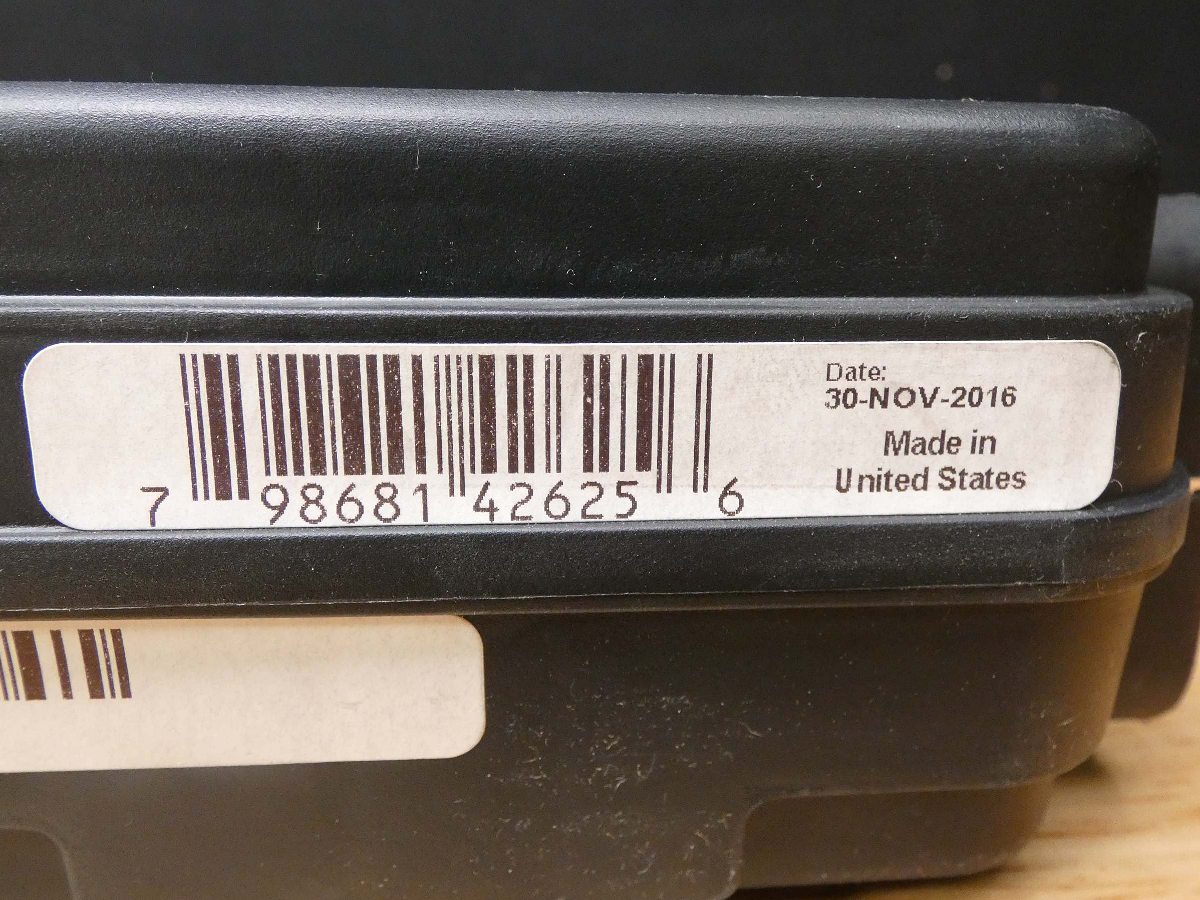 Date:
30-NOV-2016
Made in
United States
7 98681 42625 6